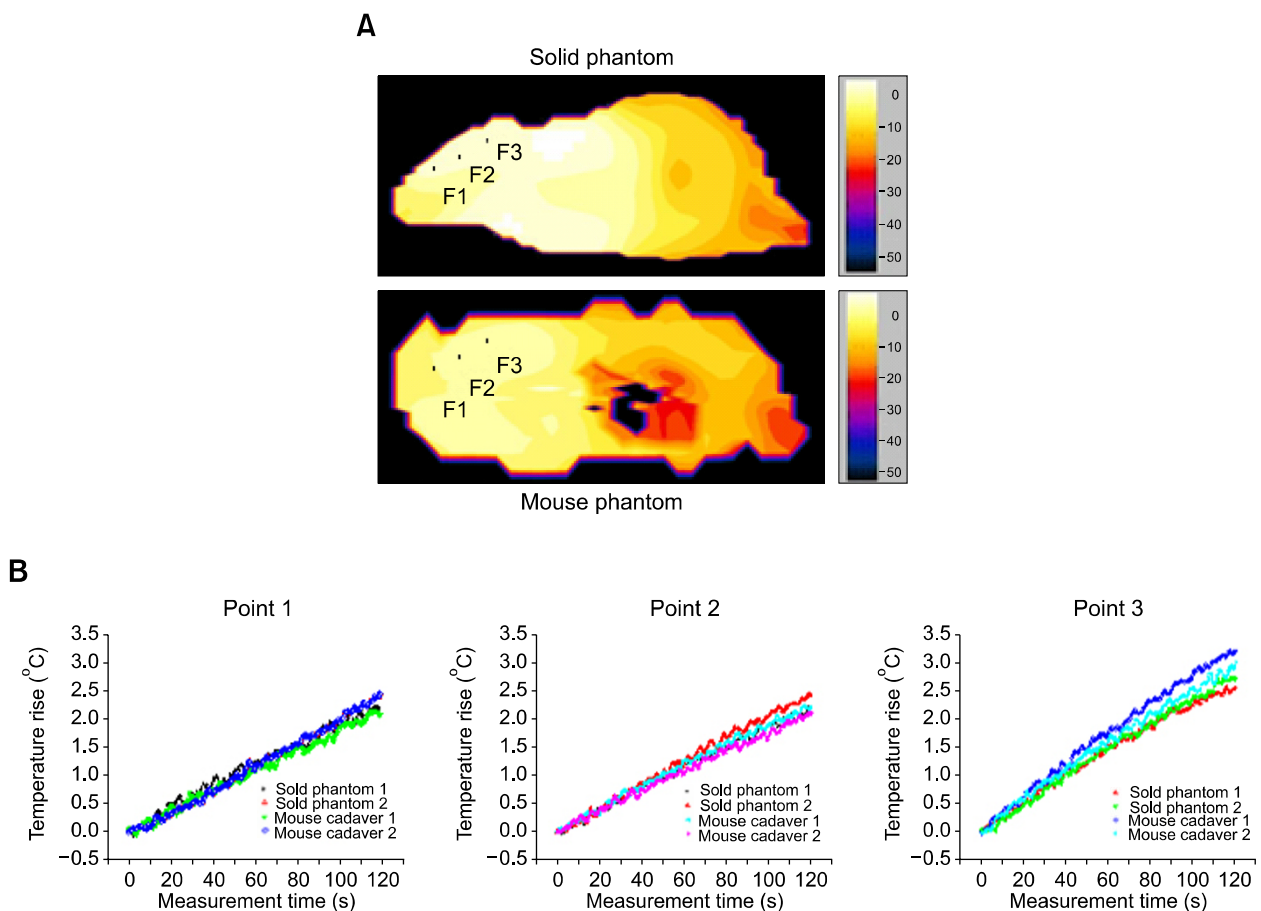 A
Solid phantom
F1
F2
F3
0
−10
−20
−30
−40
−50
F1
F2
F3
0
−10
−20
−30
−40
−50
Mouse phantom
B
Point 1
Temperature rise (°C)
3.5
3.0
2.5
2.0
1.5
1.0
0.5
0.0
−0.5
Sold phantom 1
Sold phantom 2
Mouse cadaver 1
Mouse cadaver 2
0 20 40 60 80 100 120
Measurement time (s)
Point 2
Temperature rise (°C)
3.5
3.0
2.5
2.0
1.5
1.0
0.5
0.0
−0.5
Sold phantom 1
Sold phantom 2
Mouse cadaver 1
Mouse cadaver 2
0 20 40 60 80 100 120
Measurement time (s)
Point 3
Temperature rise (°C)
3.5
3.0
2.5
2.0
1.5
1.0
0.5
0.0
−0.5
Sold phantom 1
Sold phantom 2
Mouse cadaver 1
Mouse cadaver 2
0 20 40 60 80 100 120
Measurement time (s)